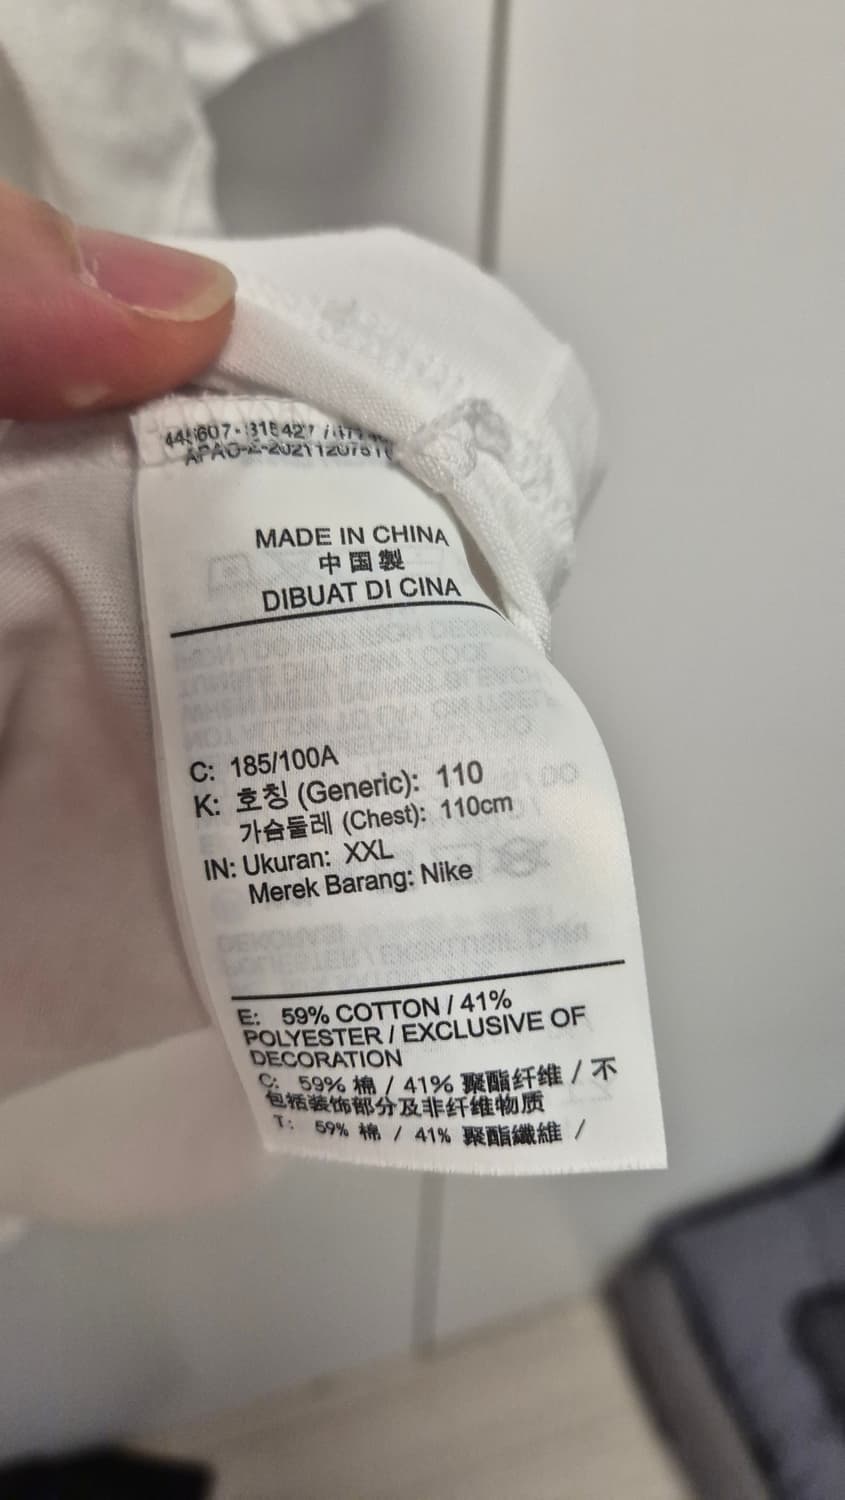 MADE IN CHINA
中国製
DIBUAT DI CINA
C: 185/100A
K: 호칭 (Generic): 110
가슴둘레 (Chest): 110cm
IN: Ukuran: XXL
Merek Barang: Nike
E: 59% COTTON / 41%
POLYESTER / EXCLUSIVE OF
DECORATION
C: 59% 棉 / 41% 聚酯纤维 / 不
包括装饰部分及非纤维物质
T: 59% 棉 / 41% 聚酯纖維 /